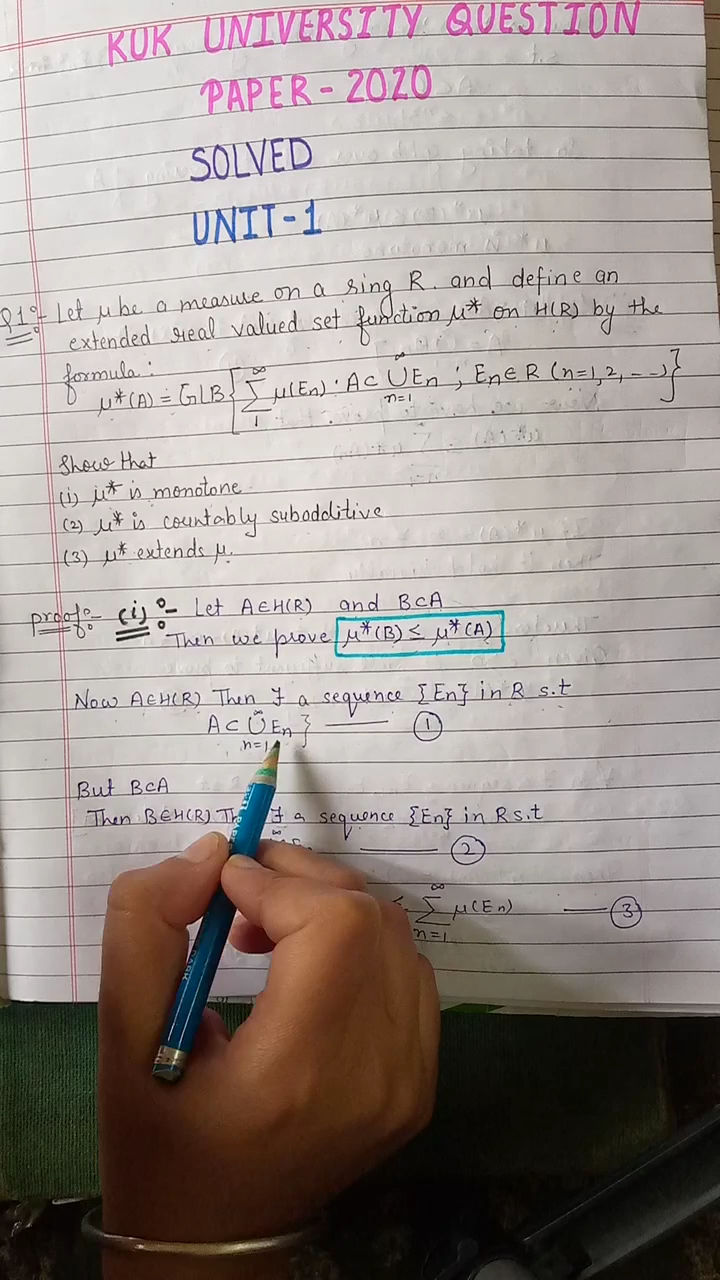 KUK UNIVERSITY QUESTION
PAPER-2020
SOLVED
UNIT-1
Q1:- Let μ be a measure on a ring R. and define an
extended real valued set function μ* on H(R) by the
formula:
μ*(A) = GLB{∑₁^∞ μ(En) : A⊂ ∪_{n=1}^∞ En ; En∈R (n=1,2,---)}
Show that
(i) μ* is monotone
(2) μ* is countably subadditive
(3) μ* extends μ.
proof:- (i):- Let A∈H(R) and B⊂A
Then we prove μ*(B) ≤ μ*(A)
Now A∈H(R) Then ∃ a sequence {En} in R s.t
A⊂ ∪_{n=1}^∞ En } —— ①
But B⊂A
Then B∈H(R) ∃ a sequence {En} in R s.t
—— ②
≤ ∑_{n=1}^∞ μ(En) —— ③